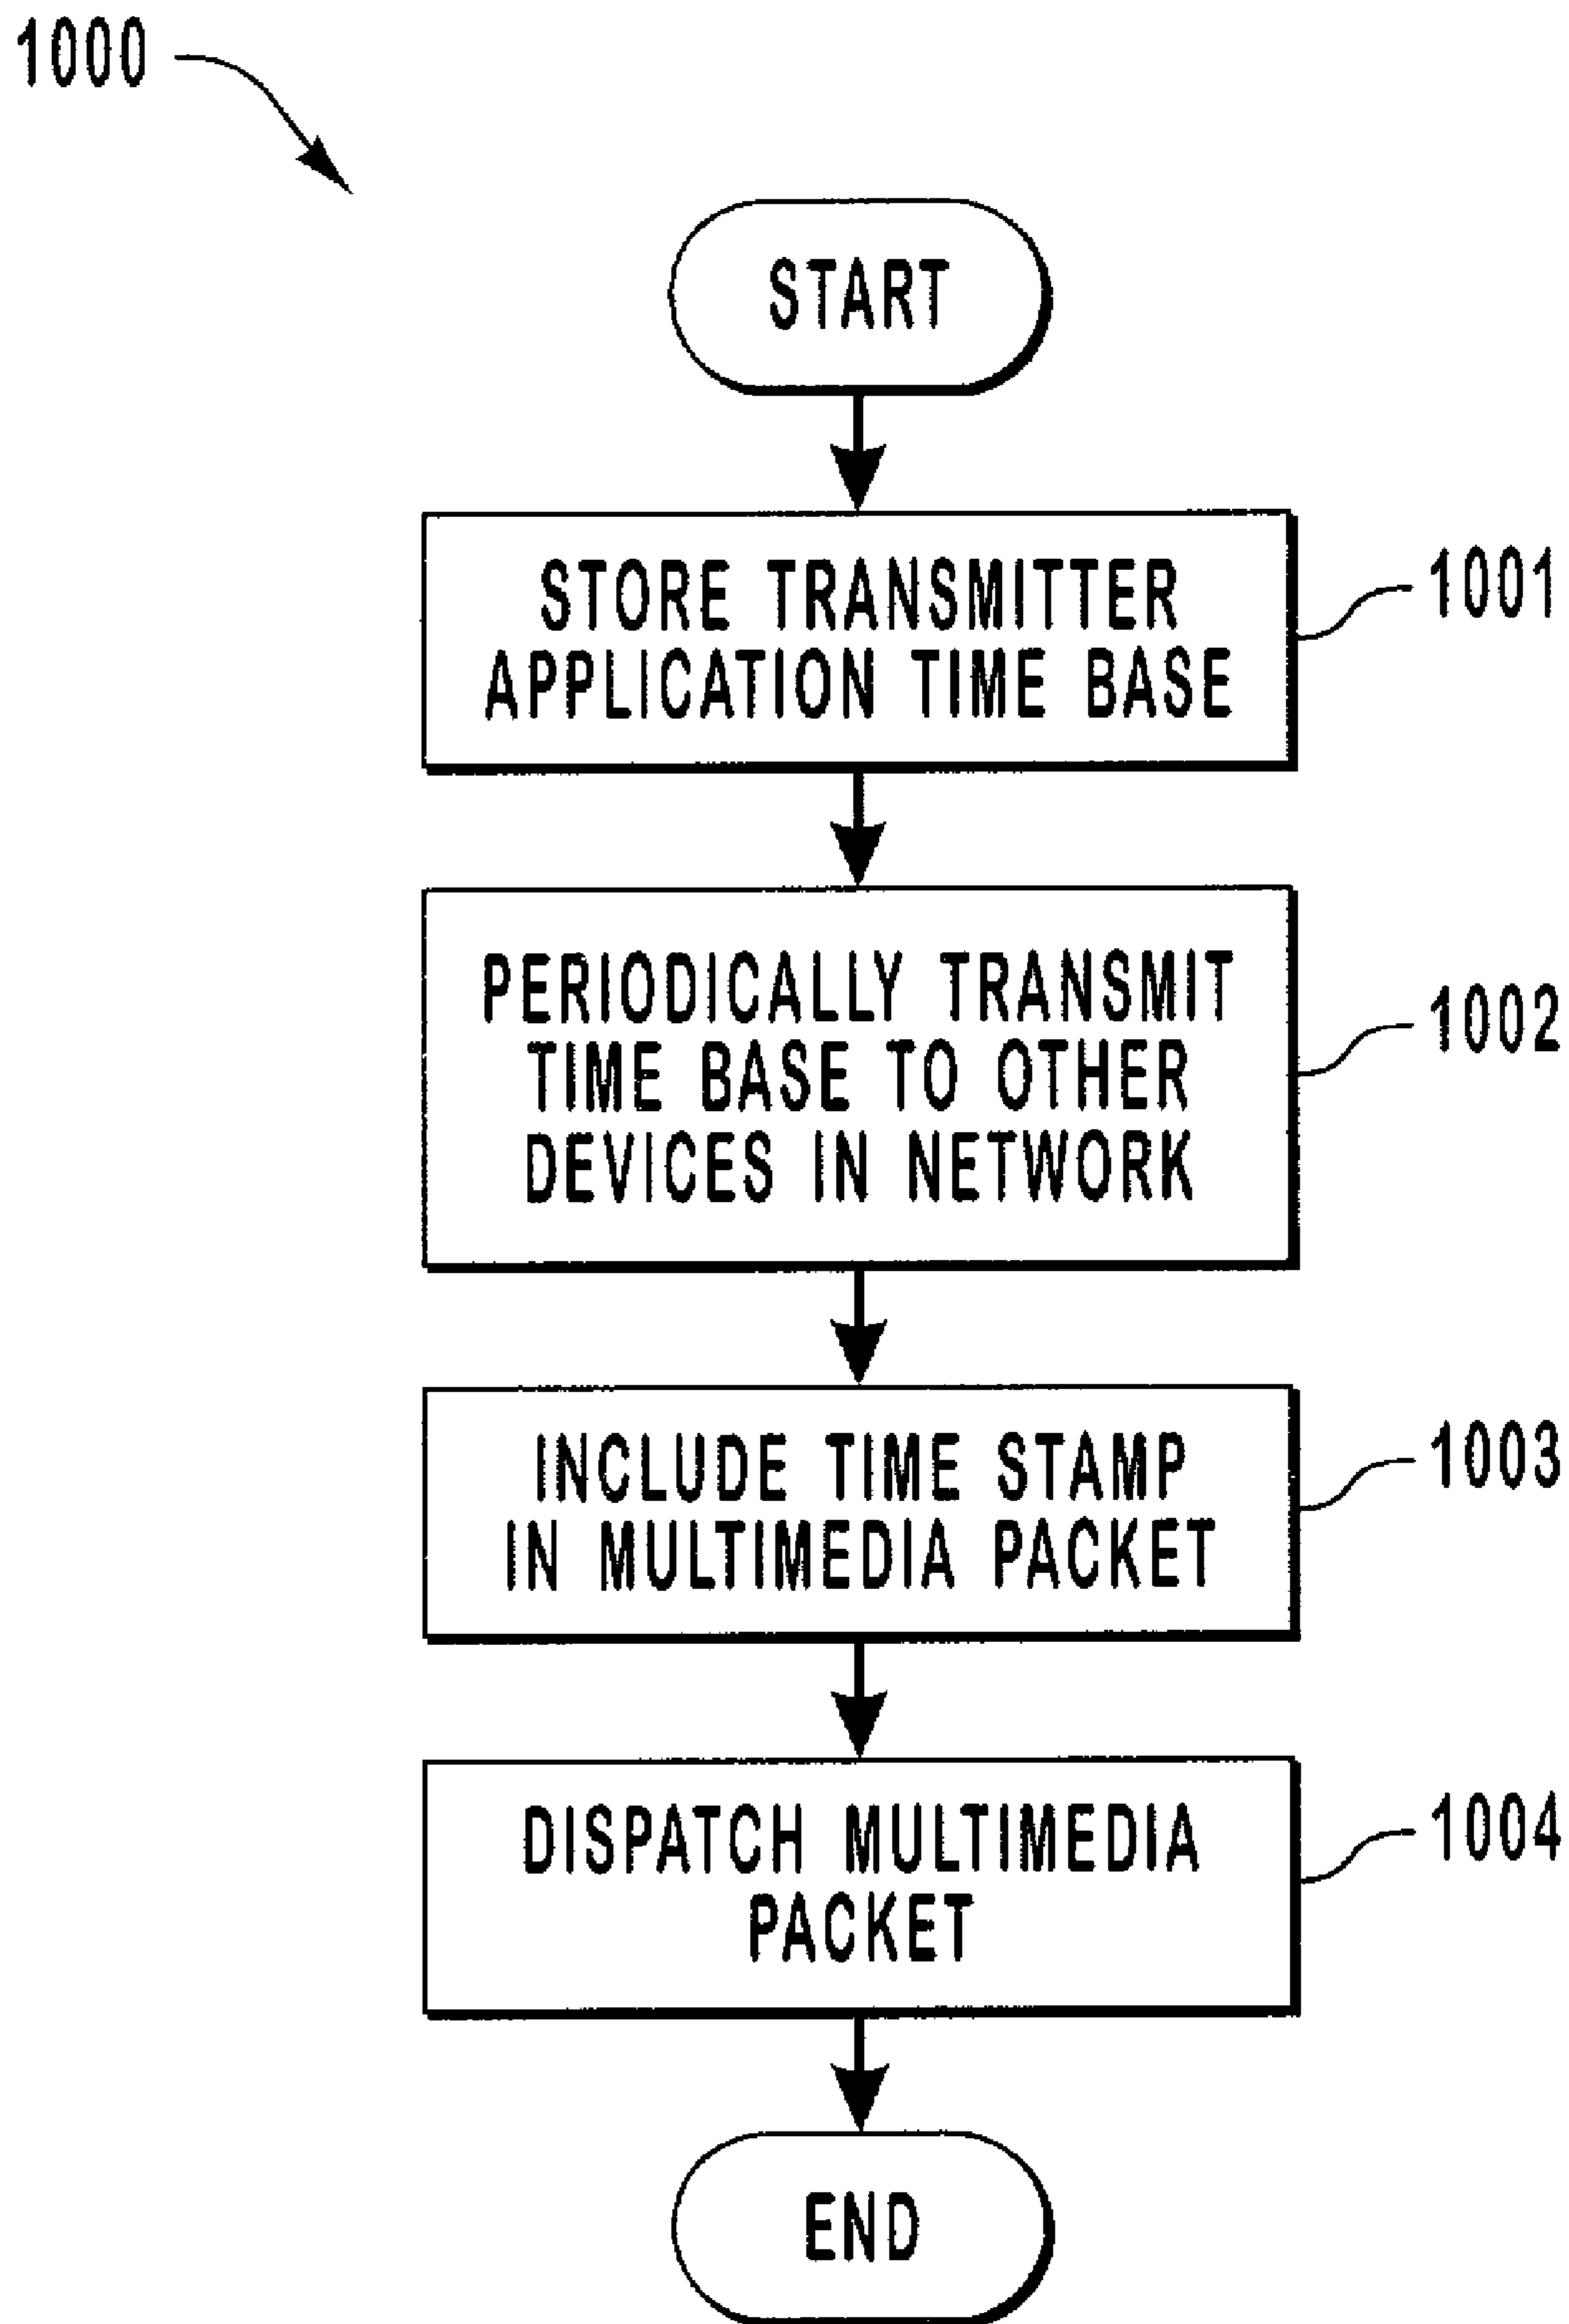 1000
START
STORE TRANSMITTER
APPLICATION TIME BASE
1001
PERIODICALLY TRANSMIT
TIME BASE TO OTHER
DEVICES IN NETWORK
1002
INCLUDE TIME STAMP
IN MULTIMEDIA PACKET
1003
DISPATCH MULTIMEDIA
PACKET
1004
END